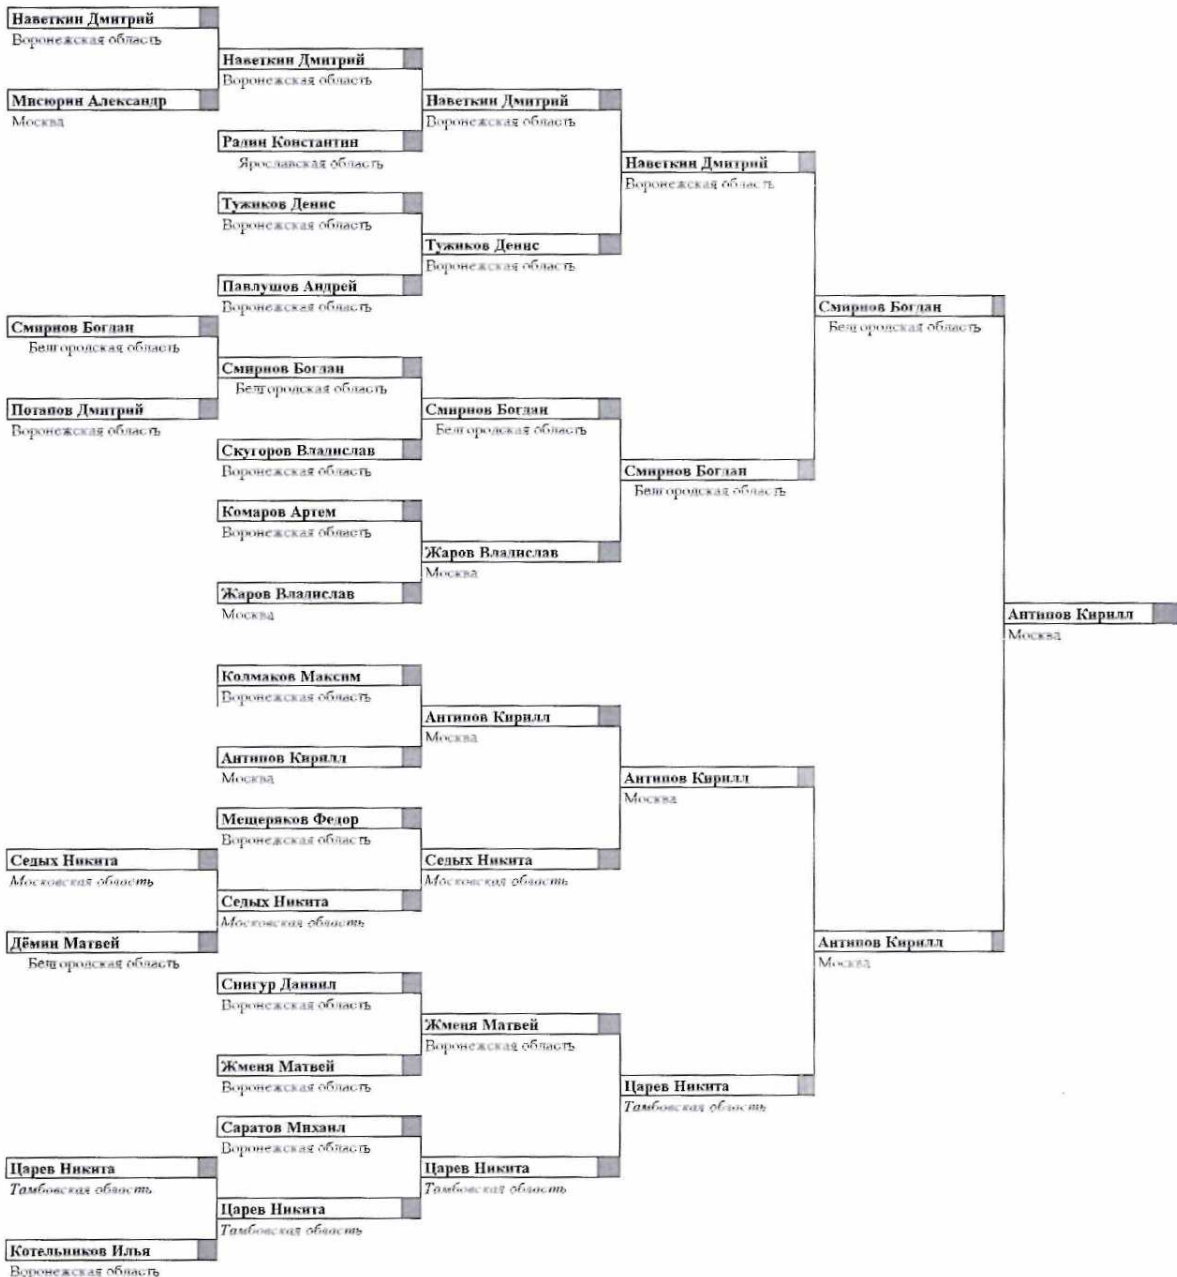 Наветкин Дмитрий
Воронежская область
Мисюрин Александр
Москва
Смирнов Богдан
Белгородская область
Потапов Дмитрий
Воронежская область
Седых Никита
Московская область
Дёмин Матвей
Белгородская область
Царев Никита
Тамбовская область
Котельников Илья
Воронежская область
Наветкин Дмитрий
Воронежская область
Ралин Константин
Ярославская область
Тужиков Денис
Воронежская область
Павлушов Андрей
Воронежская область
Смирнов Богдан
Белгородская область
Скугоров Владислав
Воронежская область
Комаров Артем
Воронежская область
Жаров Владислав
Москва
Колмаков Максим
Воронежская область
Антипов Кирилл
Москва
Мещеряков Федор
Воронежская область
Седых Никита
Московская область
Снигур Даниил
Воронежская область
Жменя Матвей
Воронежская область
Саратов Михаил
Воронежская область
Царев Никита
Тамбовская область
Наветкин Дмитрий
Воронежская область
Тужиков Денис
Воронежская область
Смирнов Богдан
Белгородская область
Жаров Владислав
Москва
Антипов Кирилл
Москва
Седых Никита
Московская область
Жменя Матвей
Воронежская область
Царев Никита
Тамбовская область
Наветкин Дмитрий
Воронежская область
Смирнов Богдан
Белгородская область
Антипов Кирилл
Москва
Царев Никита
Тамбовская область
Смирнов Богдан
Белгородская область
Антипов Кирилл
Москва
Антипов Кирилл
Москва